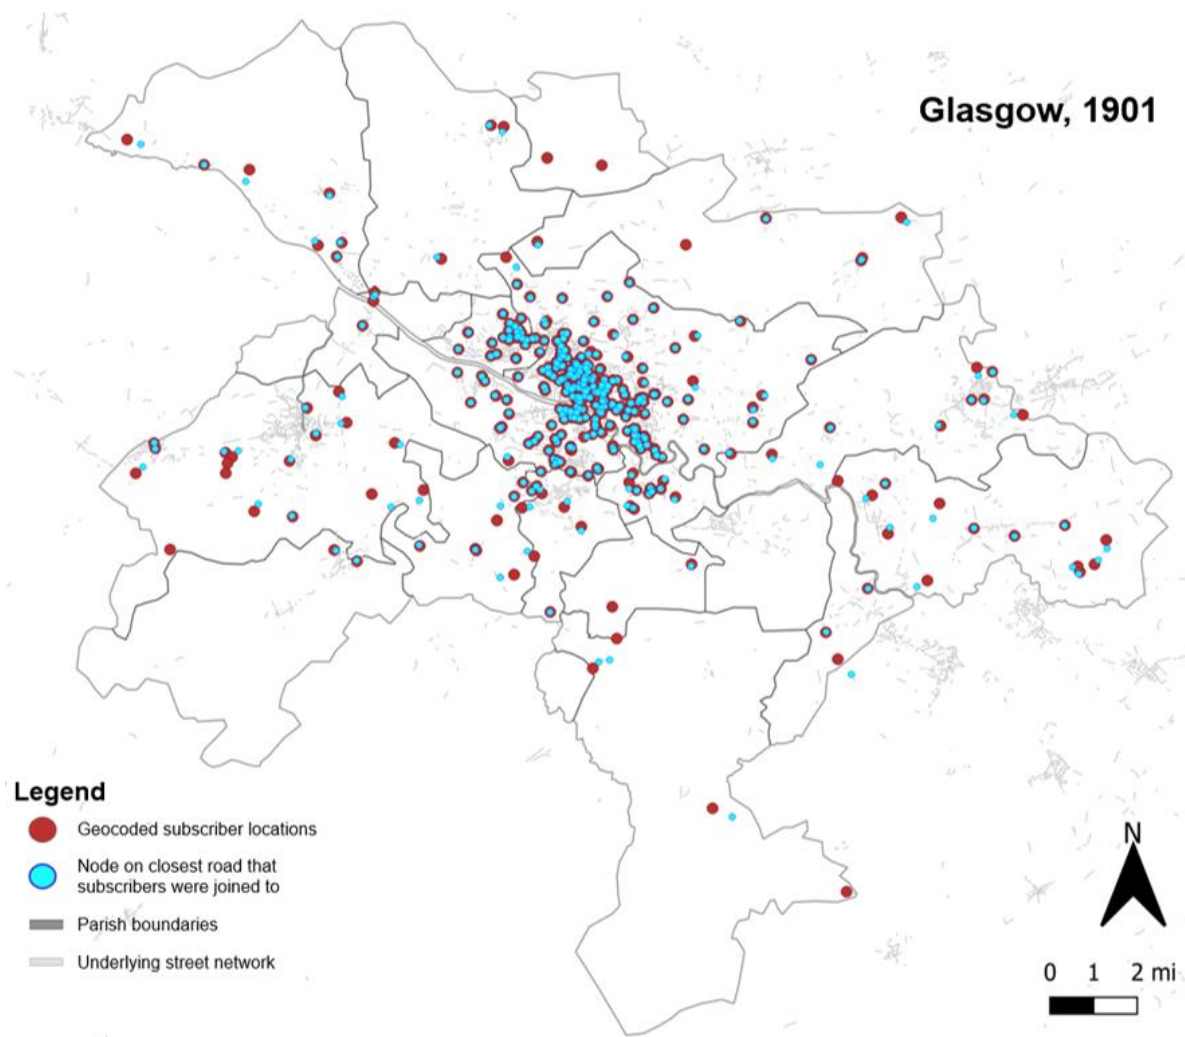 Glasgow, 1901
Legend
Geocoded subscriber locations
Node on closest road that
subscribers were joined to
Parish boundaries
Underlying street network
N
0 1 2 mi